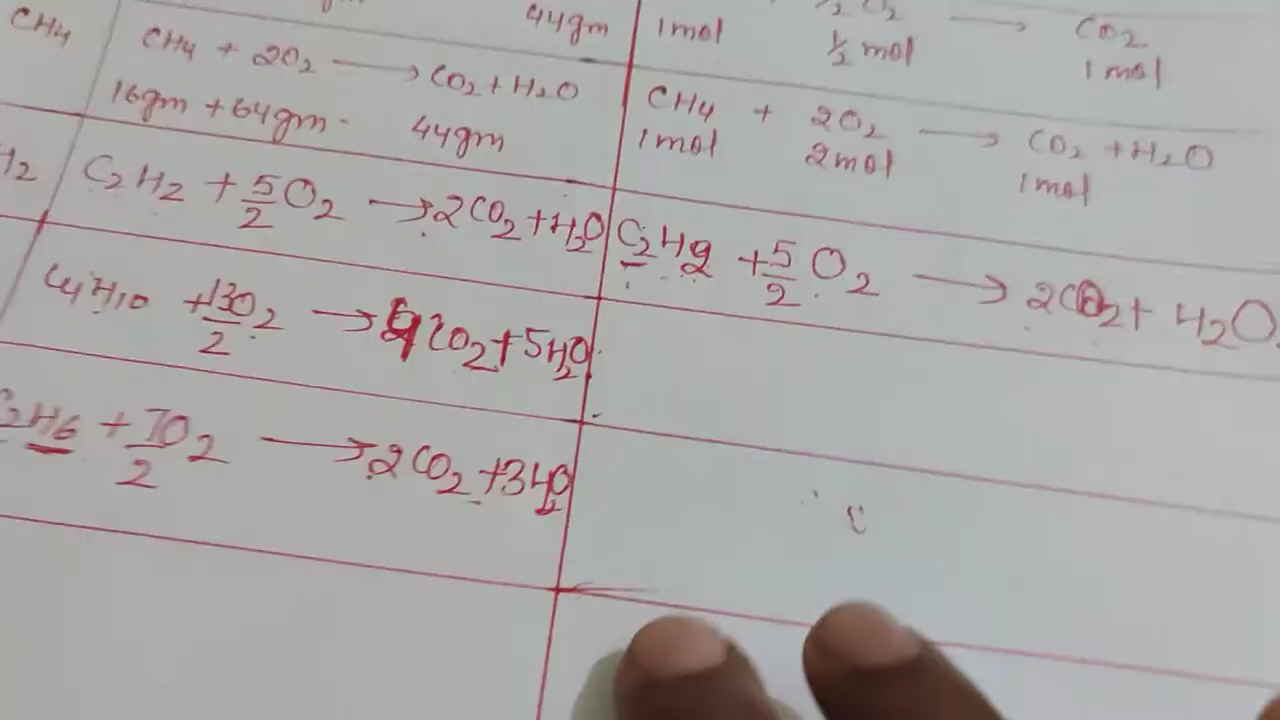 44gm
CO2
1mol ½ mol 1mol
CH4
CH4 + 2O2 → CO2 + H2O
16gm + 64gm. 44gm
CH4 + 2O2 → CO2 + H2O
1mol 2mol 1mol
H2
C2H2 + 5/2 O2 → 2CO2 + H2O
C2H2 + 5/2 O2 → 2CO2 + H2O
C4H10 + 13/2 O2 → 4CO2 + 5H2O
C2H6 + 7/2 O2 → 2CO2 + 3H2O